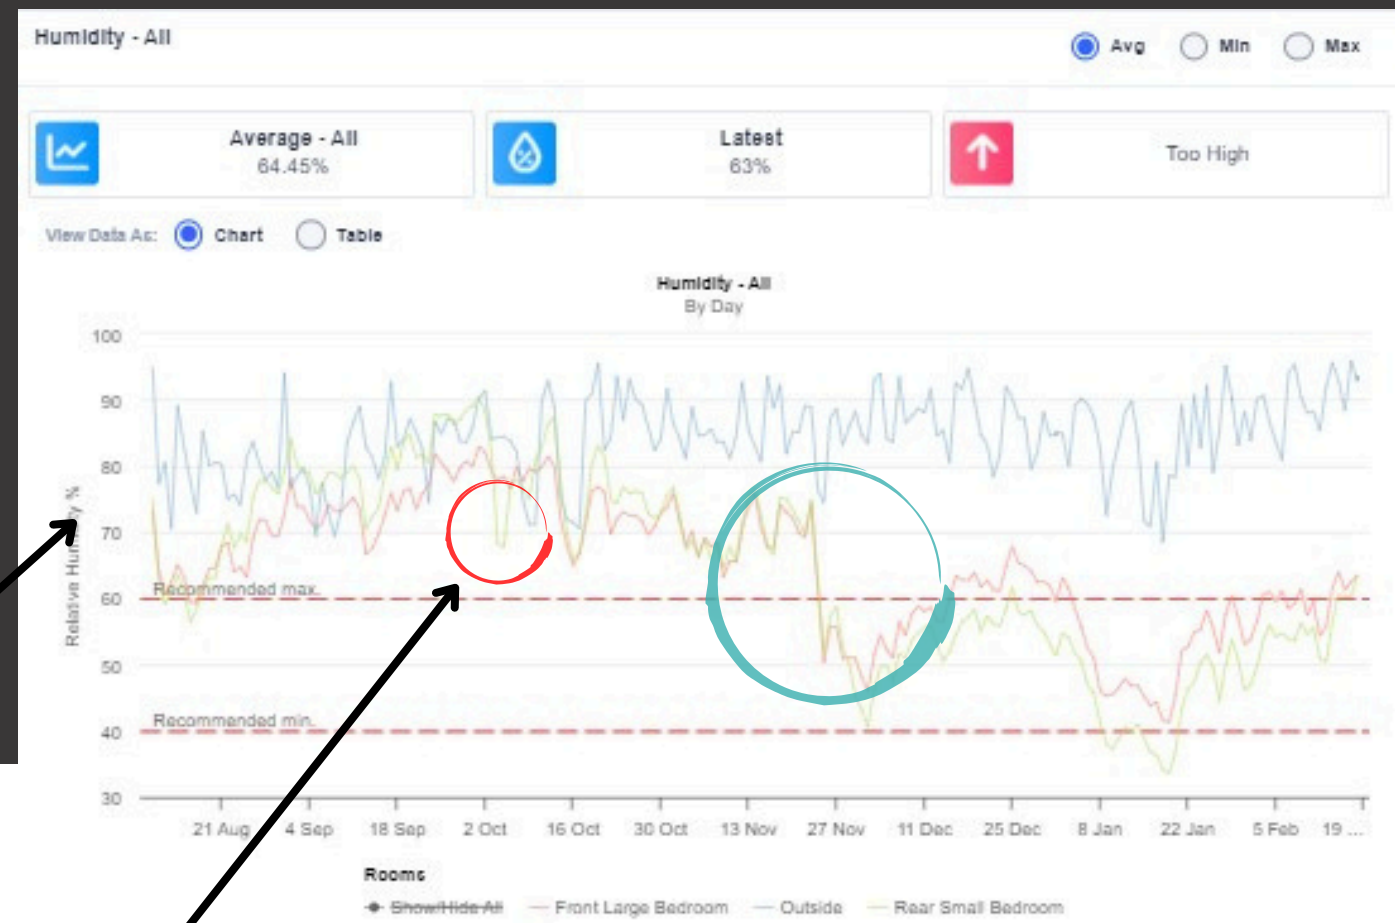 Humidity - All
Avg Min Max
Average - All
64.45%
Latest
63%
Too High
View Data As: Chart Table
Humidity - All
By Day
Relative Humidity %
100
90
80
70
60
50
40
30
Recommended max.
Recommended min.
21 Aug 4 Sep 18 Sep 2 Oct 16 Oct 30 Oct 13 Nov 27 Nov 11 Dec 25 Dec 8 Jan 22 Jan 5 Feb 19 ...
Rooms
Show/Hide All Front Large Bedroom Outside Rear Small Bedroom